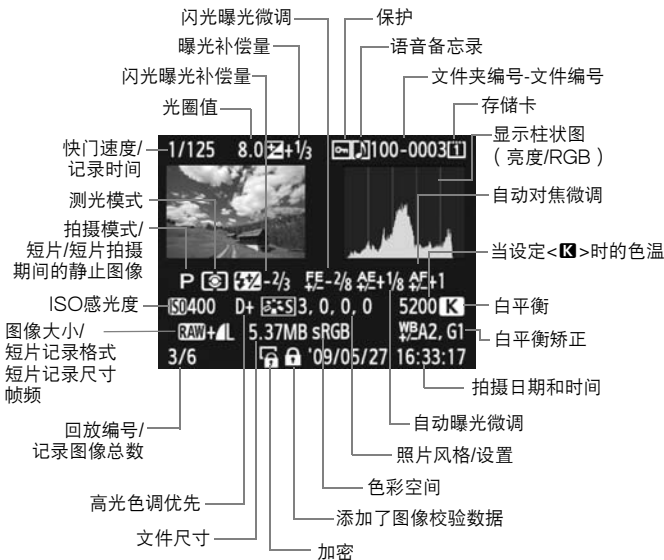 闪光曝光微调
保护
曝光补偿量
语音备忘录
闪光曝光补偿量
文件夹编号-文件编号
光圈值
存储卡
快门速度/
记录时间
1/125 8.0 +1/3 100-0003 1
显示柱状图
( 亮度/RGB )
测光模式
自动对焦微调
拍摄模式/
短片/短片拍摄
期间的静止图像
P -2/3 FE-2/8 AE+1/8 AF+1
当设定<K>时的色温
ISO感光度
ISO400 D+ S 3, 0, 0, 0 5200 K
白平衡
图像大小/
短片记录格式
短片记录尺寸
帧频
RAW+L 5.37MB sRGB WB A2, G1
白平衡矫正
3/6 '09/05/27 16:33:17
拍摄日期和时间
回放编号/
记录图像总数
自动曝光微调
照片风格/设置
高光色调优先
色彩空间
文件尺寸
添加了图像校验数据
加密